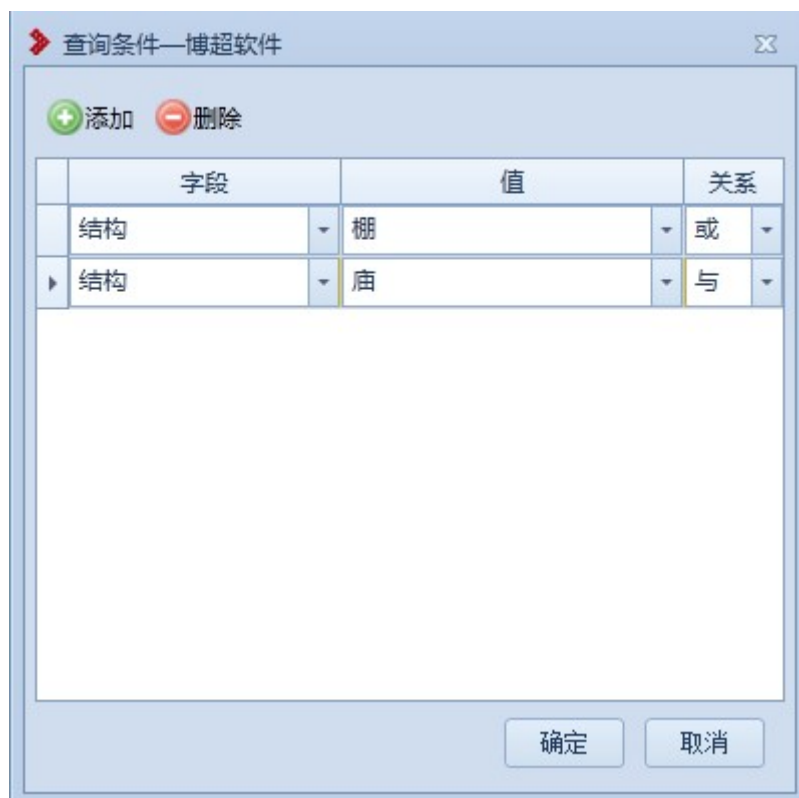 查询条件—博超软件
添加 删除
字段 值 关系
结构 棚 或
结构 庙 与
确定 取消